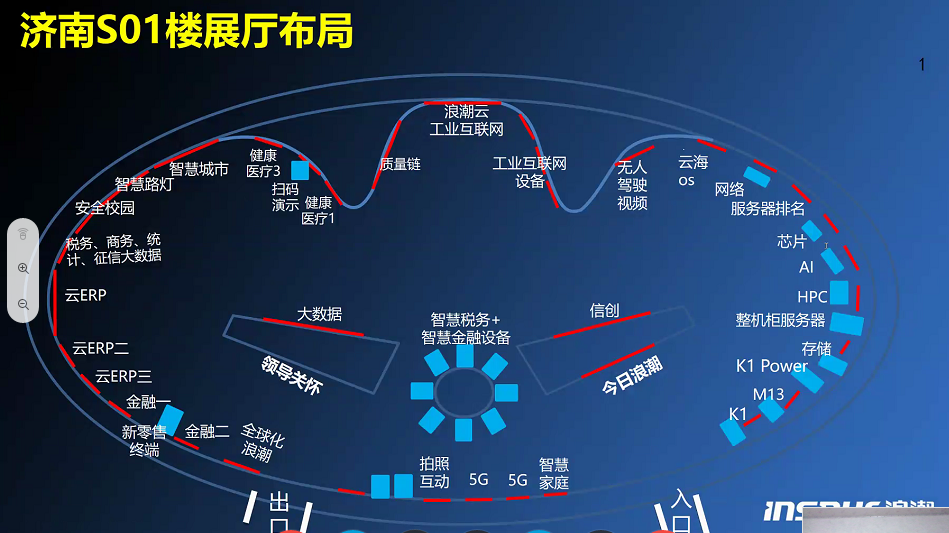 济南S01楼展厅布局
1
浪潮云
工业互联网
质量链
工业互联网
设备
无人
驾驶
视频
云海
os
网络
服务器排名
芯片
AI
HPC
整机柜服务器
存储
K1 Power
M13
K1
健康
医疗3
扫码
演示
健康
医疗1
智慧城市
智慧路灯
安全校园
税务、商务、统
计、征信大数据
云ERP
云ERP二
云ERP三
金融一
新零售
终端
金融二
全球化
浪潮
大数据
领导关怀
智慧税务+
智慧金融设备
信创
今日浪潮
拍照
互动
5G
5G
智慧
家庭
出口
入口
inspur 浪潮